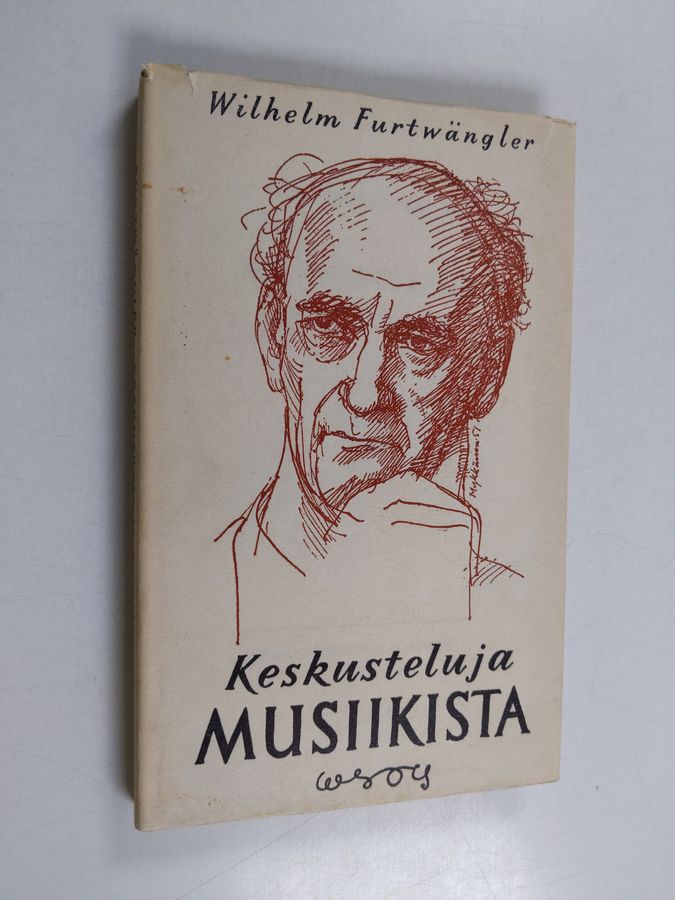 Wilhelm Furtwängler
Keskusteluja
MUSIIKISTA
wsoy